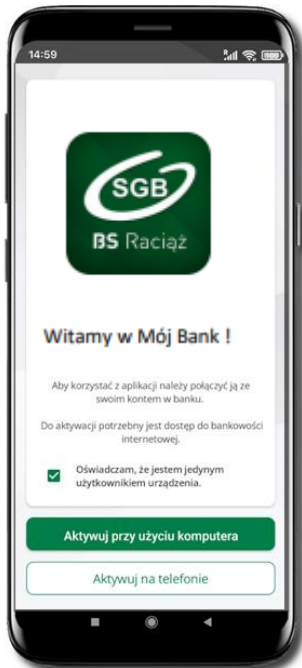 14:59
R
SGB
BS Raciąż
Witamy w Mój Bank !
Aby korzystać z aplikacji należy połączyć ją ze
swoim kontem w banku.
Do aktywacji potrzebny jest dostęp do bankowości
internetowej.
Oświadczam, że jestem jedynym
użytkownikiem urządzenia.
Aktywuj przy użyciu komputera
Aktywuj na telefonie